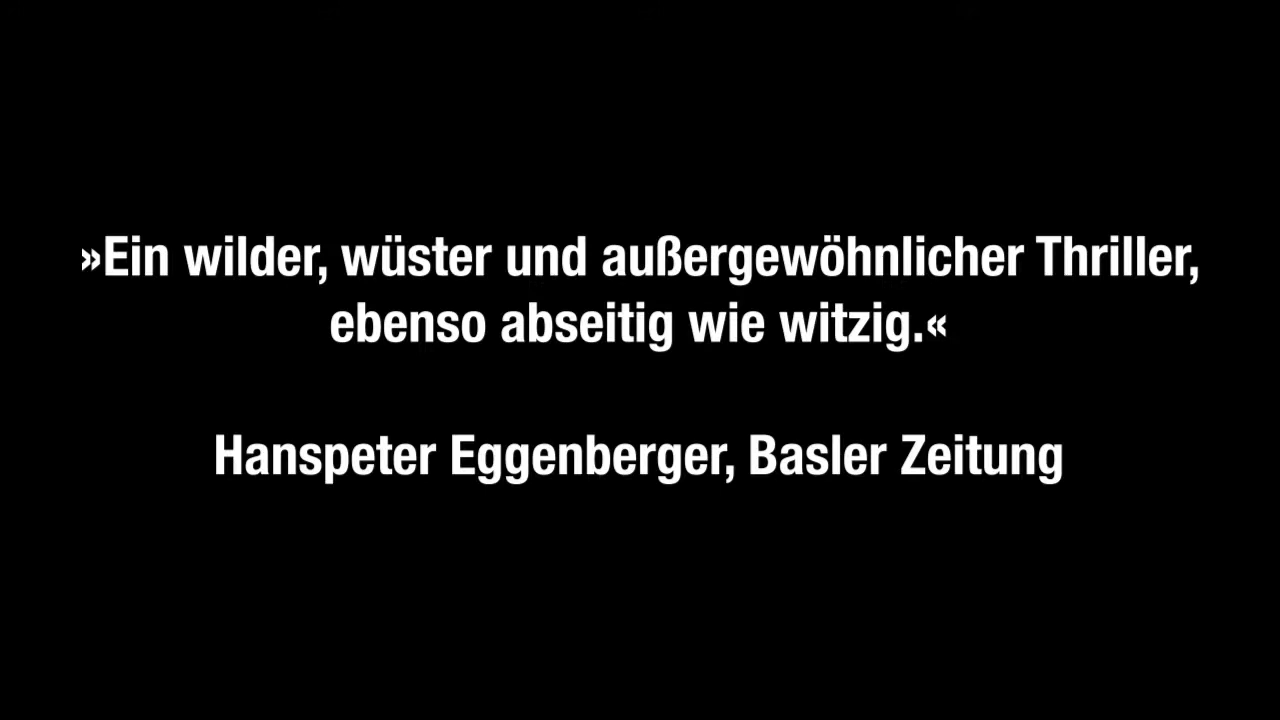 »Ein wilder, wüster und außergewöhnlicher Thriller,
ebenso abseitig wie witzig.«
Hanspeter Eggenberger, Basler Zeitung